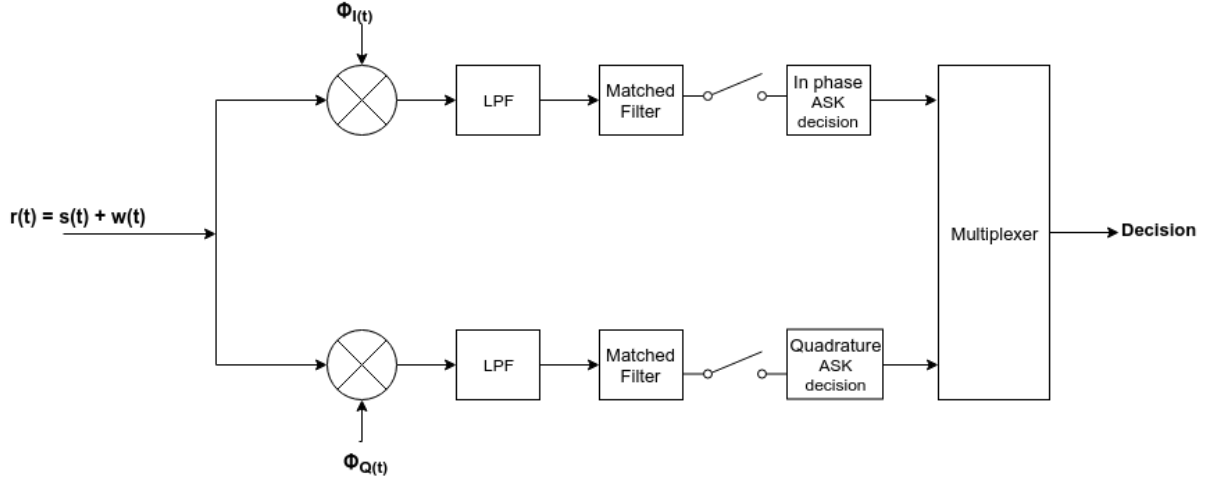 ΦI(t)
LPF
Matched
Filter
In phase
ASK
decision
r(t) = s(t) + w(t)
Multiplexer
Decision
LPF
Matched
Filter
Quadrature
ASK
decision
ΦQ(t)